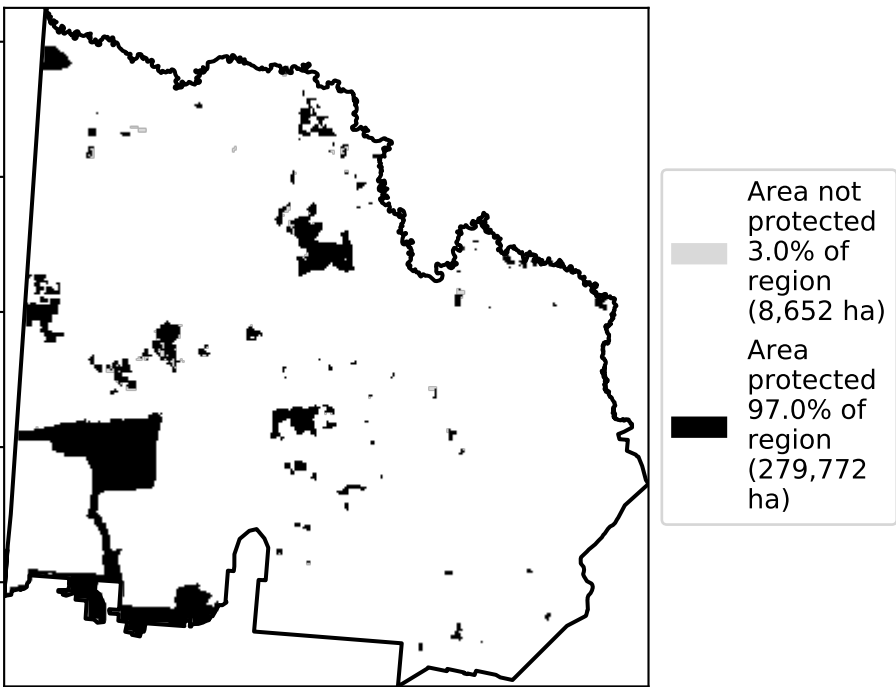 Area not
protected
3.0% of
region
(8,652 ha)
Area
protected
97.0% of
region
(279,772
ha)